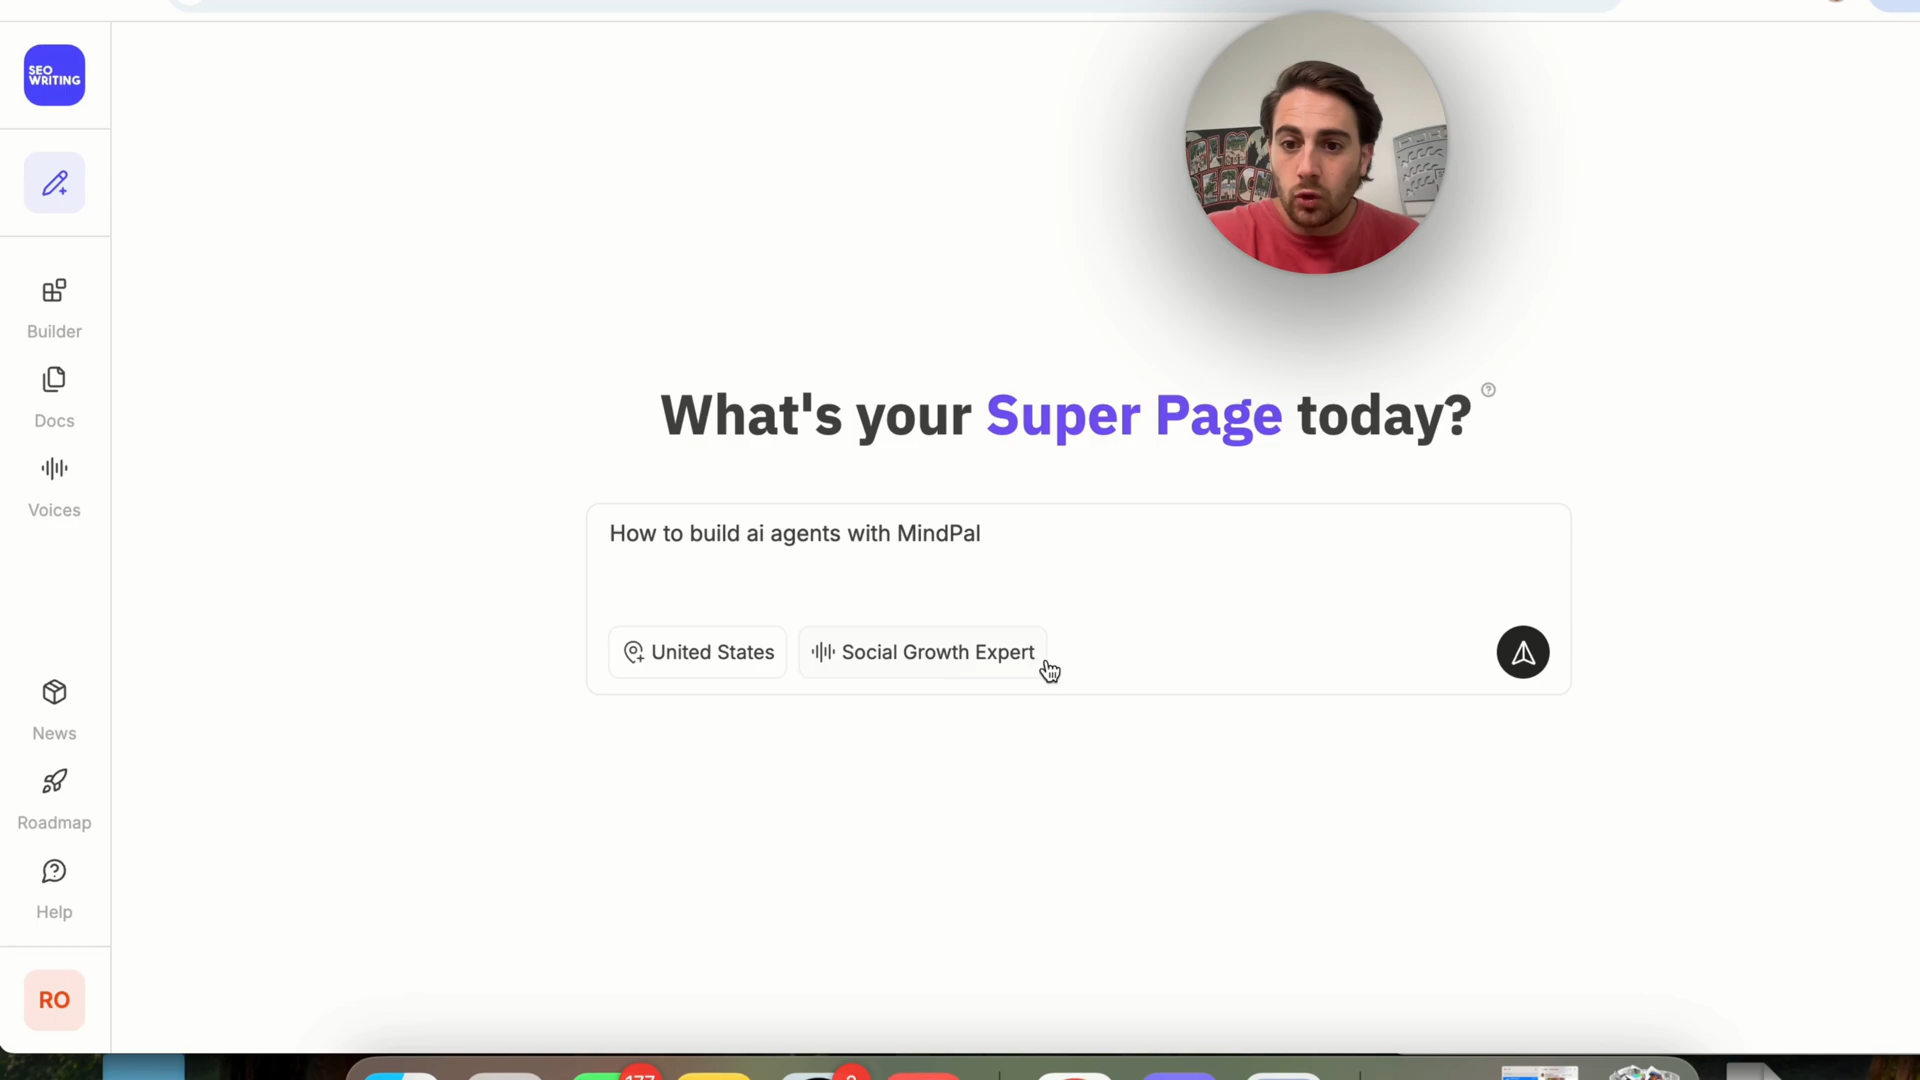 SEO
WRITING
Builder
Docs
Voices
News
Roadmap
Help
RO
What's your Super Page today?
How to build ai agents with MindPal
United States
Social Growth Expert